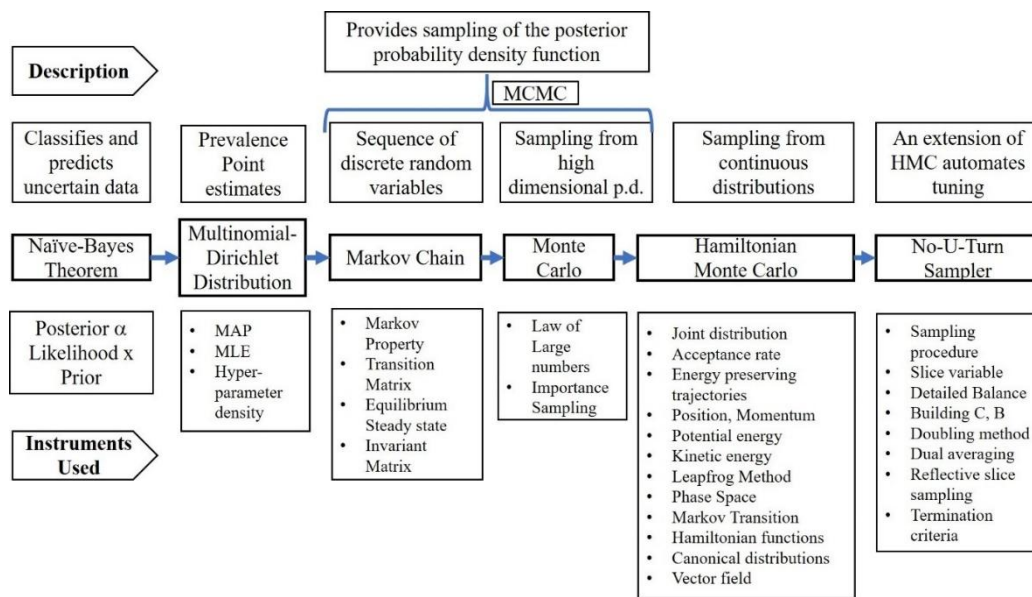 Provides sampling of the posterior
probability density function
Description
MCMC
Classifies and
predicts
uncertain data
Prevalence
Point
estimates
Sequence of
discrete random
variables
Sampling from
high
dimensional p.d.
Sampling from
continuous
distributions
An extension of
HMC automates
tuning
Naïve-Bayes
Theorem
Multinomial-
Dirichlet
Distribution
Markov Chain
Monte
Carlo
Hamiltonian
Monte Carlo
No-U-Turn
Sampler
Posterior α
Likelihood x
Prior
• MAP
• MLE
• Hyper-
parameter
density
• Markov
Property
• Transition
Matrix
• Equilibrium
Steady state
• Invariant
Matrix
• Law of
Large
numbers
• Importance
Sampling
• Joint distribution
• Acceptance rate
• Energy preserving
trajectories
• Position, Momentum
• Potential energy
• Kinetic energy
• Leapfrog Method
• Phase Space
• Markov Transition
• Hamiltonian functions
• Canonical distributions
• Vector field
• Sampling
procedure
• Slice variable
• Detailed Balance
• Building C, B
• Doubling method
• Dual averaging
• Reflective slice
sampling
• Termination
criteria
Instruments
Used